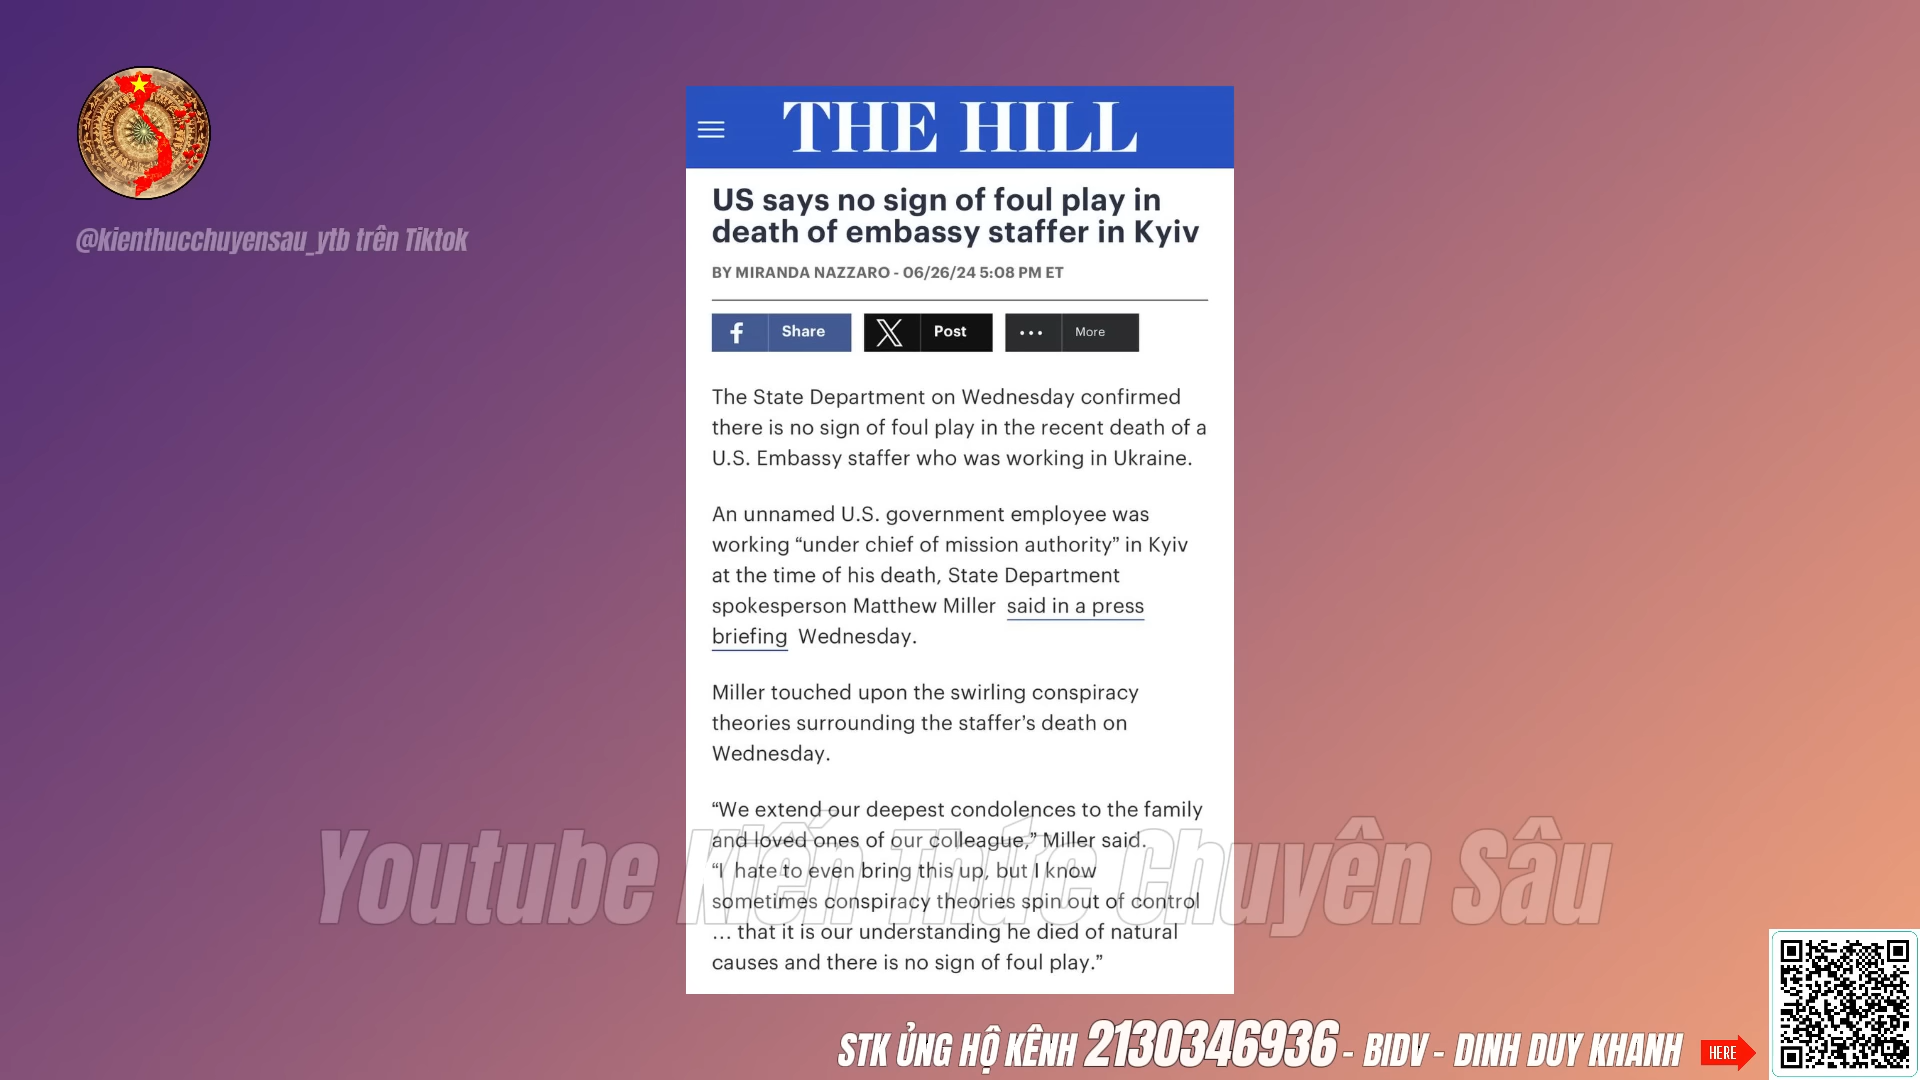 @kienthucchuyensau_ytb trên Tiktok
THE HILL
US says no sign of foul play in
death of embassy staffer in Kyiv
BY MIRANDA NAZZARO - 06/26/24 5:08 PM ET
Share
Post
More
The State Department on Wednesday confirmed
there is no sign of foul play in the recent death of a
U.S. Embassy staffer who was working in Ukraine.
An unnamed U.S. government employee was
working “under chief of mission authority” in Kyiv
at the time of his death, State Department
spokesperson Matthew Miller said in a press
briefing Wednesday.
Miller touched upon the swirling conspiracy
theories surrounding the staffer’s death on
Wednesday.
“We extend our deepest condolences to the family
and loved ones of our colleague,” Miller said.
“I hate to even bring this up, but I know
sometimes conspiracy theories spin out of control
... that it is our understanding he died of natural
causes and there is no sign of foul play.”
Youtube Kiến Thức Chuyên Sâu
STK ỦNG HỘ KÊNH 2130346936 - BIDV - DINH DUY KHANH
HERE